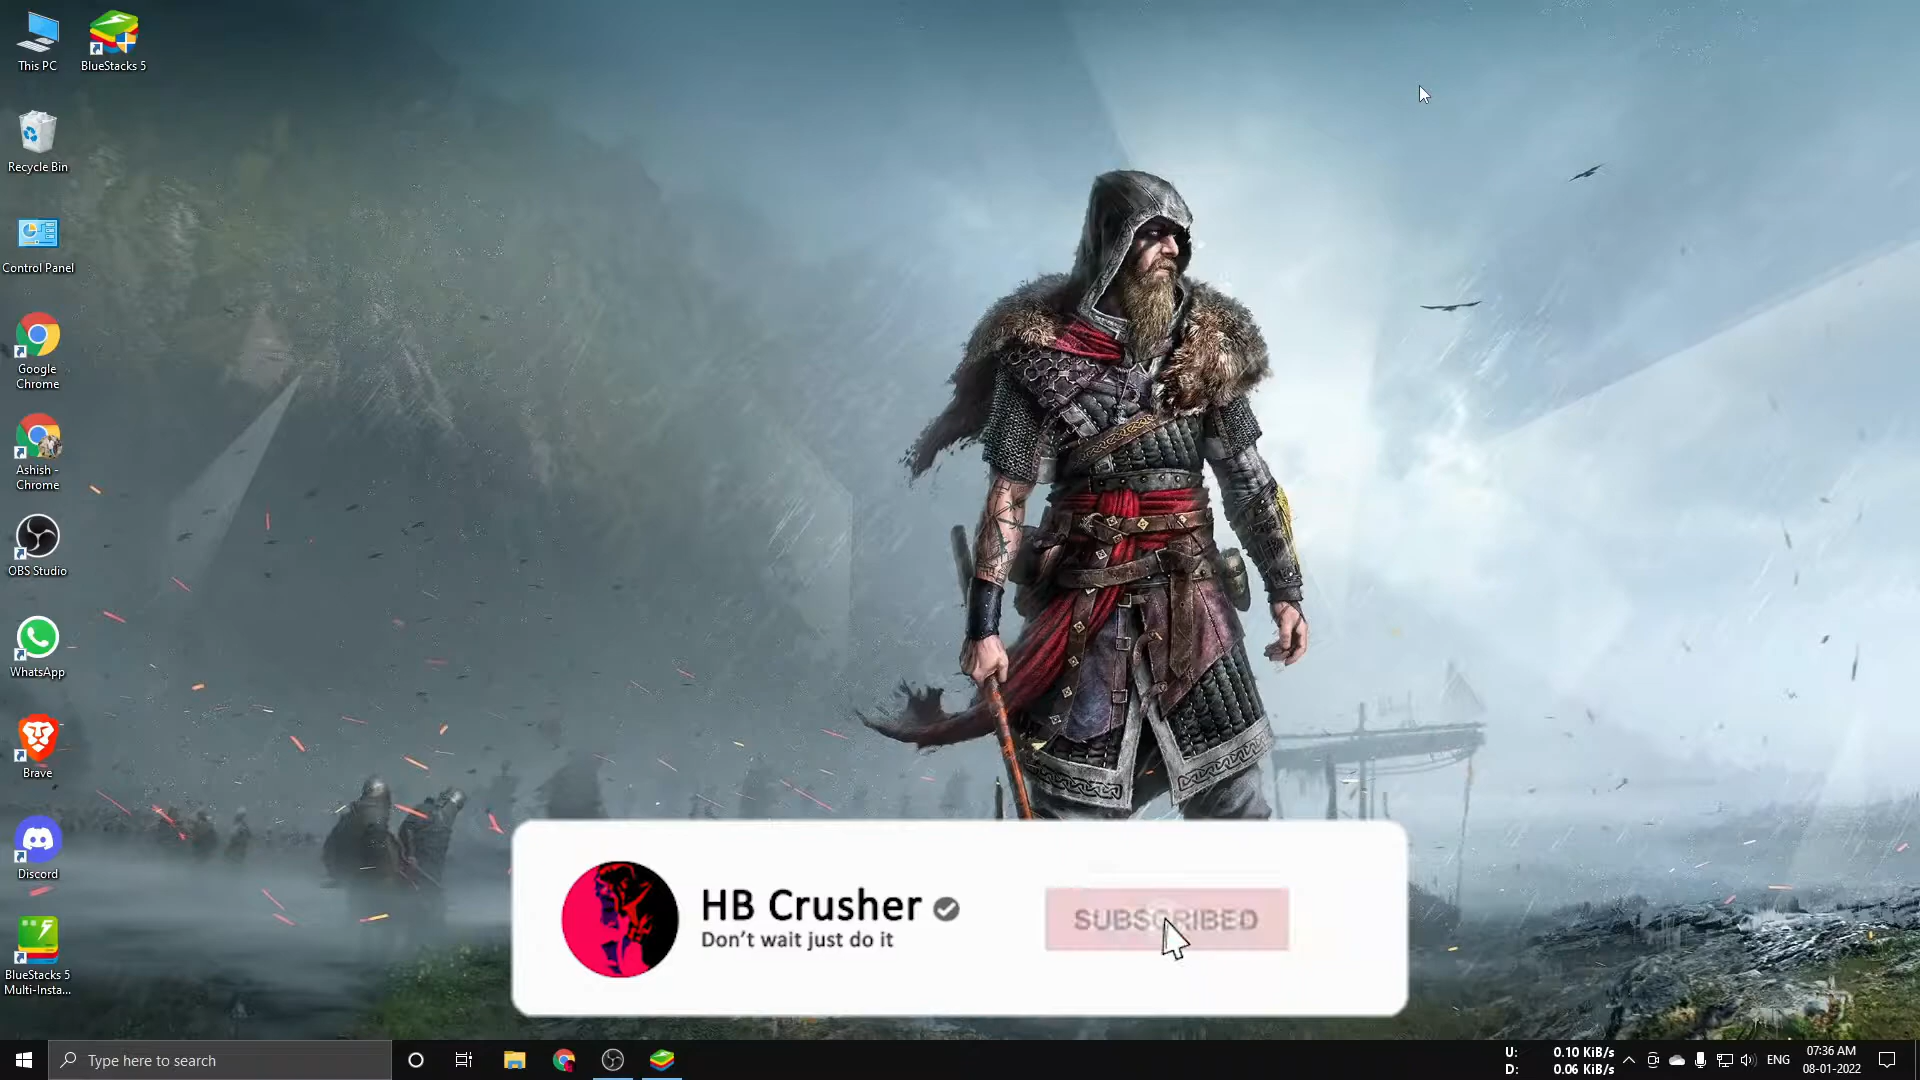 This PC
BlueStacks 5
Recycle Bin
Control Panel
Google
Chrome
Ashish -
Chrome
OBS Studio
WhatsApp
Brave
Discord
BlueStacks 5
Multi-Insta...
HB Crusher
Don't wait just do it
SUBSCRIBED
Type here to search
U: 0.10 KiB/s
D: 0.06 KiB/s
ENG
07:36 AM
08-01-2022